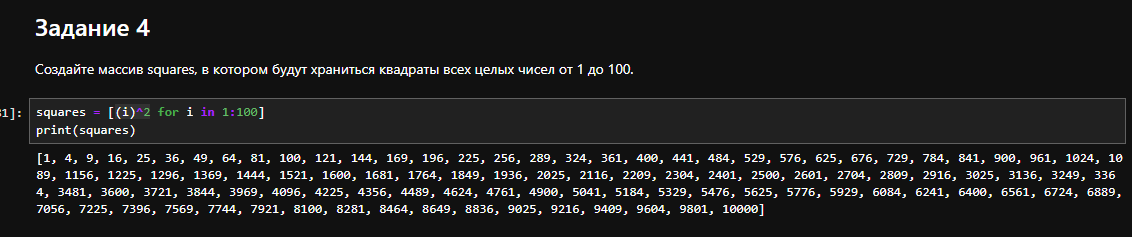 Задание 4
Создайте массив squares, в котором будут храниться квадраты всех целых чисел от 1 до 100.
31]: squares = [(i)^2 for i in 1:100]
print(squares)
[1, 4, 9, 16, 25, 36, 49, 64, 81, 100, 121, 144, 169, 196, 225, 256, 289, 324, 361, 400, 441, 484, 529, 576, 625, 676, 729, 784, 841, 900, 961, 1024, 10
89, 1156, 1225, 1296, 1369, 1444, 1521, 1600, 1681, 1764, 1849, 1936, 2025, 2116, 2209, 2304, 2401, 2500, 2601, 2704, 2809, 2916, 3025, 3136, 3249, 336
4, 3481, 3600, 3721, 3844, 3969, 4096, 4225, 4356, 4489, 4624, 4761, 4900, 5041, 5184, 5329, 5476, 5625, 5776, 5929, 6084, 6241, 6400, 6561, 6724, 6889,
7056, 7225, 7396, 7569, 7744, 7921, 8100, 8281, 8464, 8649, 8836, 9025, 9216, 9409, 9604, 9801, 10000]